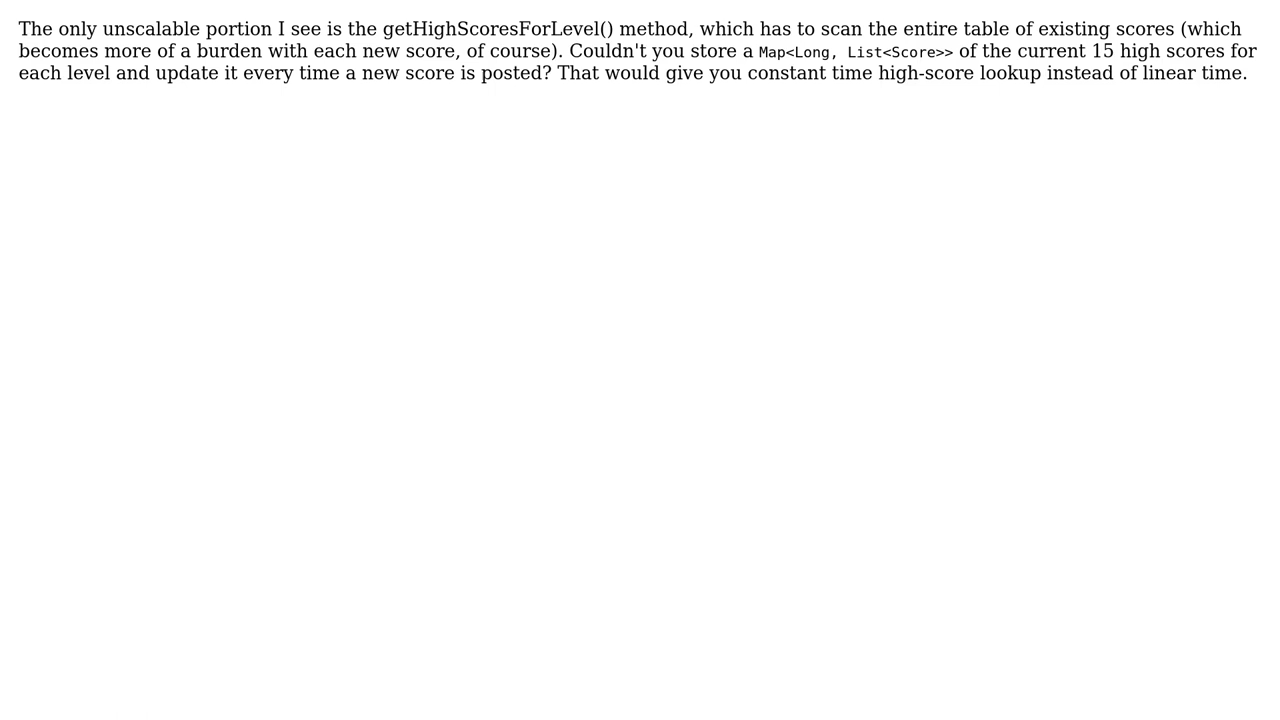 The only unscalable portion I see is the getHighScoresForLevel() method, which has to scan the entire table of existing scores (which
becomes more of a burden with each new score, of course). Couldn't you store a Map<Long, List<Score>> of the current 15 high scores for
each level and update it every time a new score is posted? That would give you constant time high-score lookup instead of linear time.